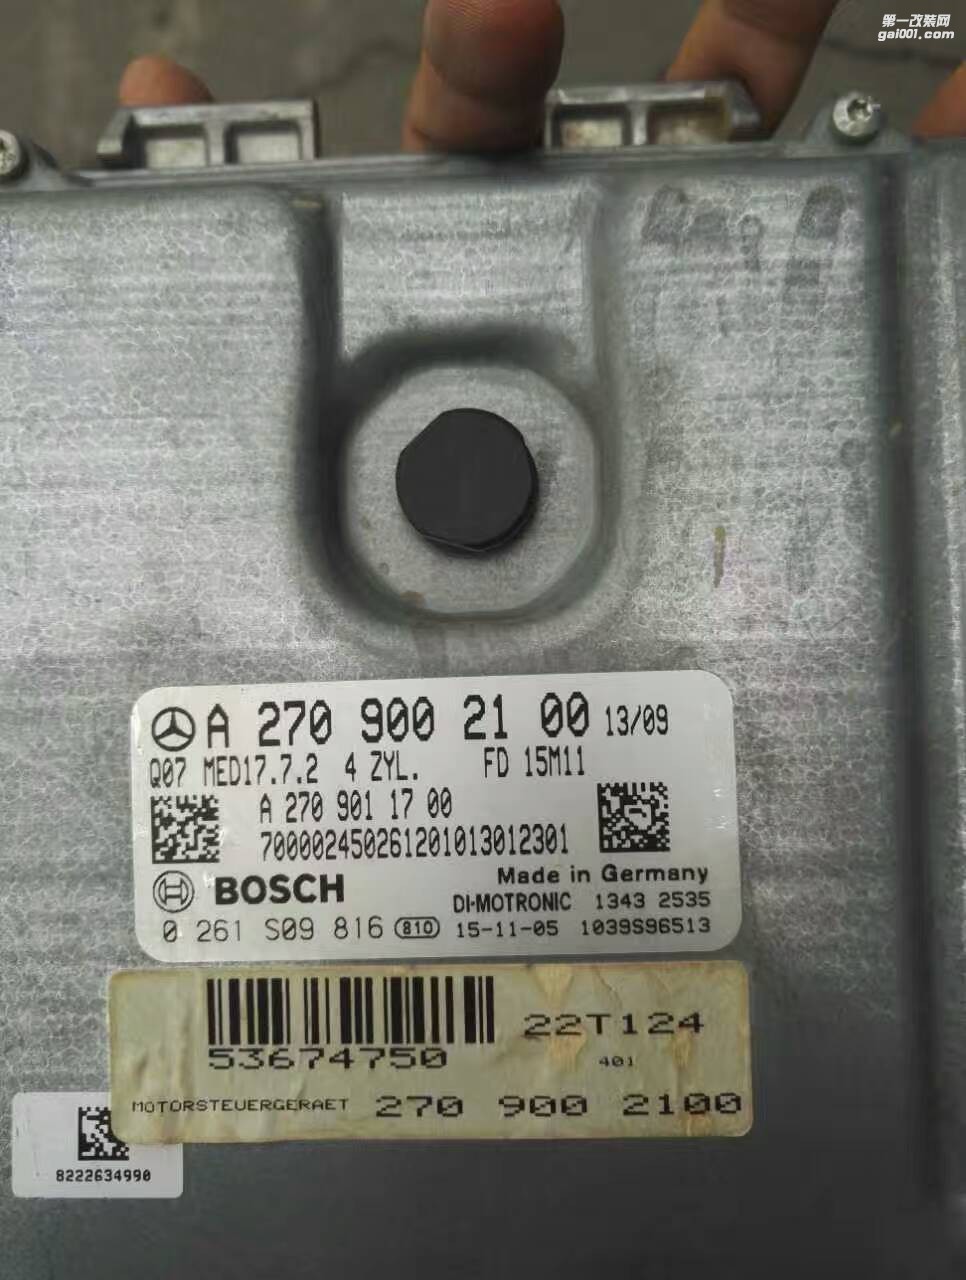 第一改装网
gai001.com
A 270 900 21 00 13/09
Q07 MED17.7.2 4 ZYL. FD 15M11
A 270 901 17 00
700002450261201013012301
Made in Germany
BOSCH
DI-MOTRONIC 1343 2535
0 261 S09 816 810 15-11-05 1039S96513
22T124
53674750
401
MOTORSTEUERGERAET 270 900 2100
8222634990